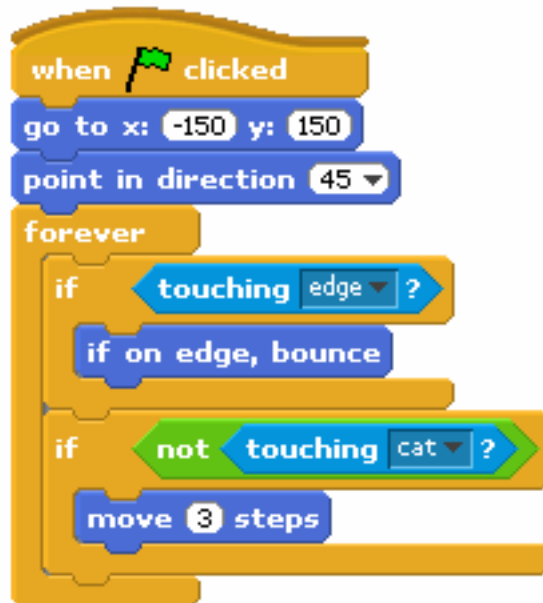 when clicked
go to x: -150 y: 150
point in direction 45
forever
if touching edge ?
if on edge, bounce
if not touching cat ?
move 3 steps